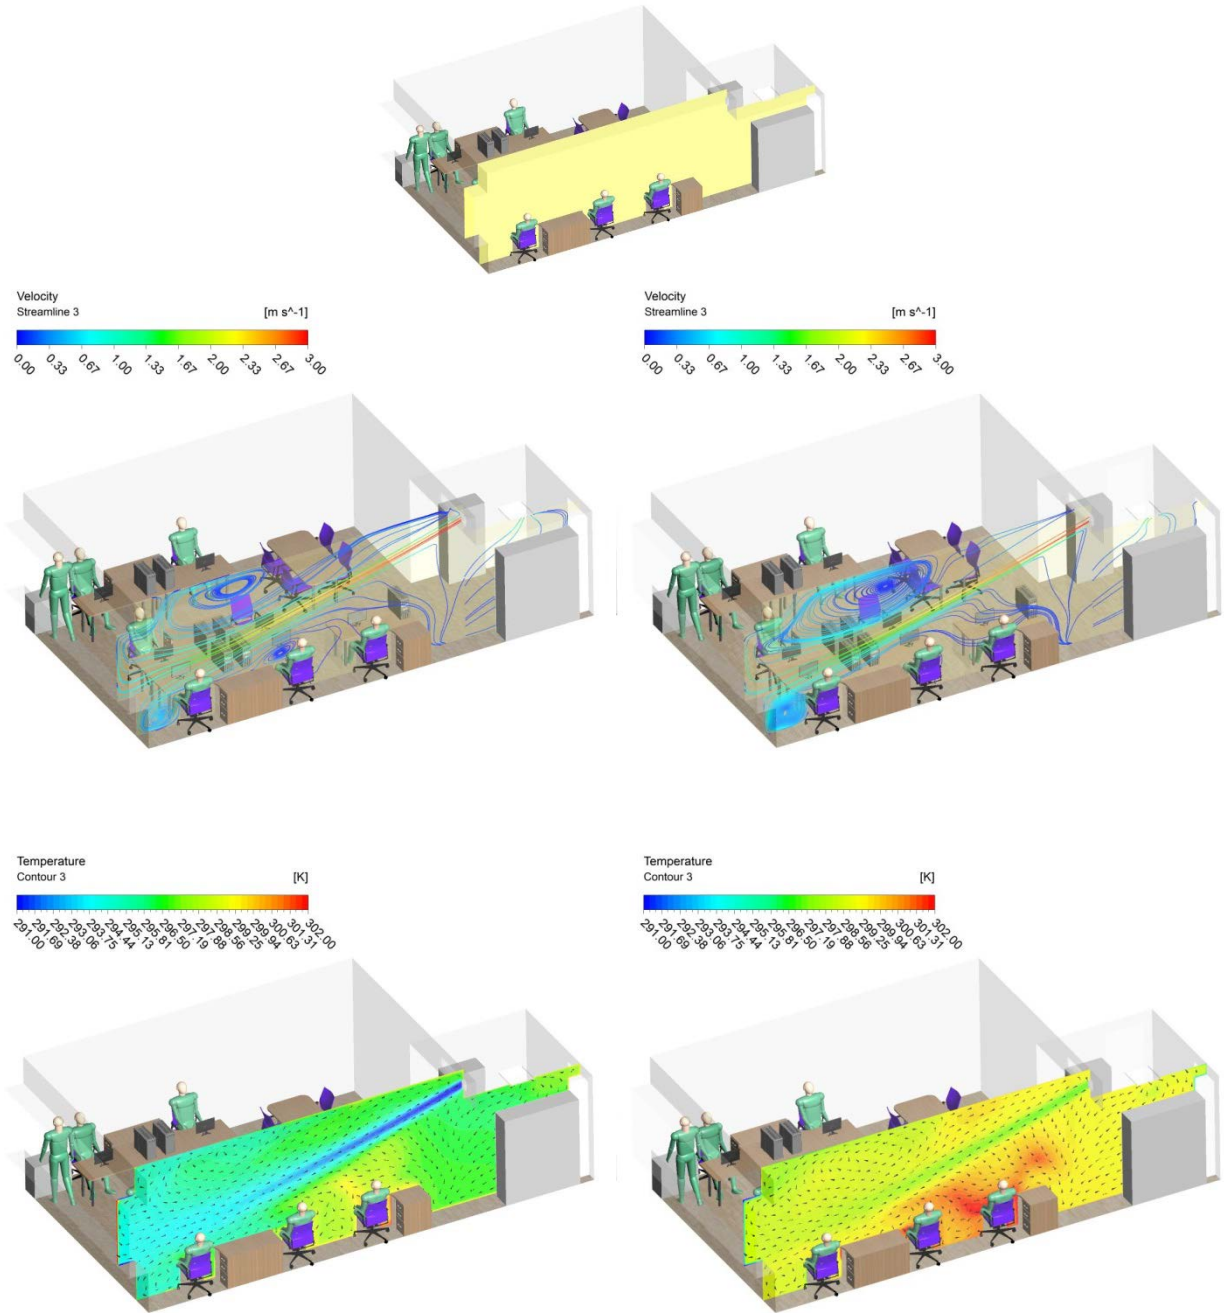 Velocity
Streamline 3 [m s^-1]
0.00 0.33 0.67 1.00 1.33 1.67 2.00 2.33 2.67 3.00
Velocity
Streamline 3 [m s^-1]
0.00 0.33 0.67 1.00 1.33 1.67 2.00 2.33 2.67 3.00
Temperature
Contour 3 [K]
291.00 291.69 292.38 293.06 293.75 294.44 295.13 295.81 296.50 297.19 297.88 298.56 299.25 299.94 300.63 301.31 302.00
Temperature
Contour 3 [K]
291.00 291.69 292.38 293.06 293.75 294.44 295.13 295.81 296.50 297.19 297.88 298.56 299.25 299.94 300.63 301.31 302.00